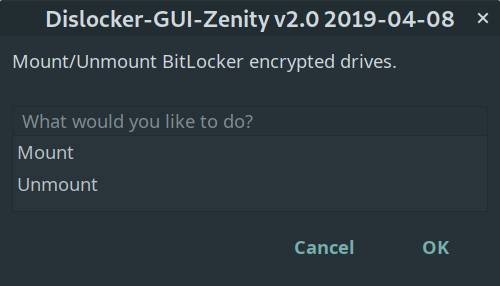 Dislocker-GUI-Zenity v2.0 2019-04-08
Mount/Unmount BitLocker encrypted drives.
What would you like to do?
Mount
Unmount
Cancel OK